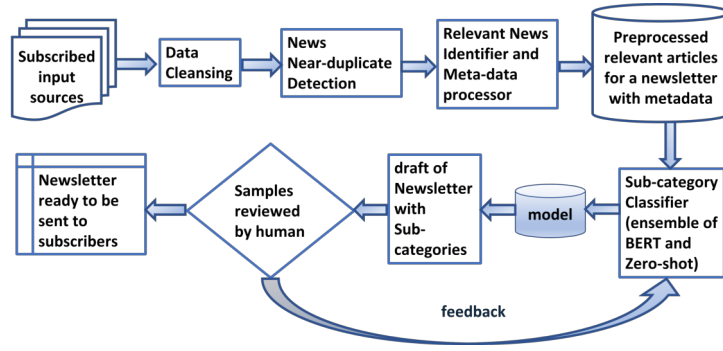 Subscribed
input
sources
Data
Cleansing
News
Near-duplicate
Detection
Relevant News
Identifier and
Meta-data
processor
Preprocessed
relevant articles
for a newsletter
with metadata
Newsletter
ready to be
sent to
subscribers
Samples
reviewed
by human
draft of
Newsletter
with
Sub-
categories
model
Sub-category
Classifier
(ensemble of
BERT and
Zero-shot)
feedback